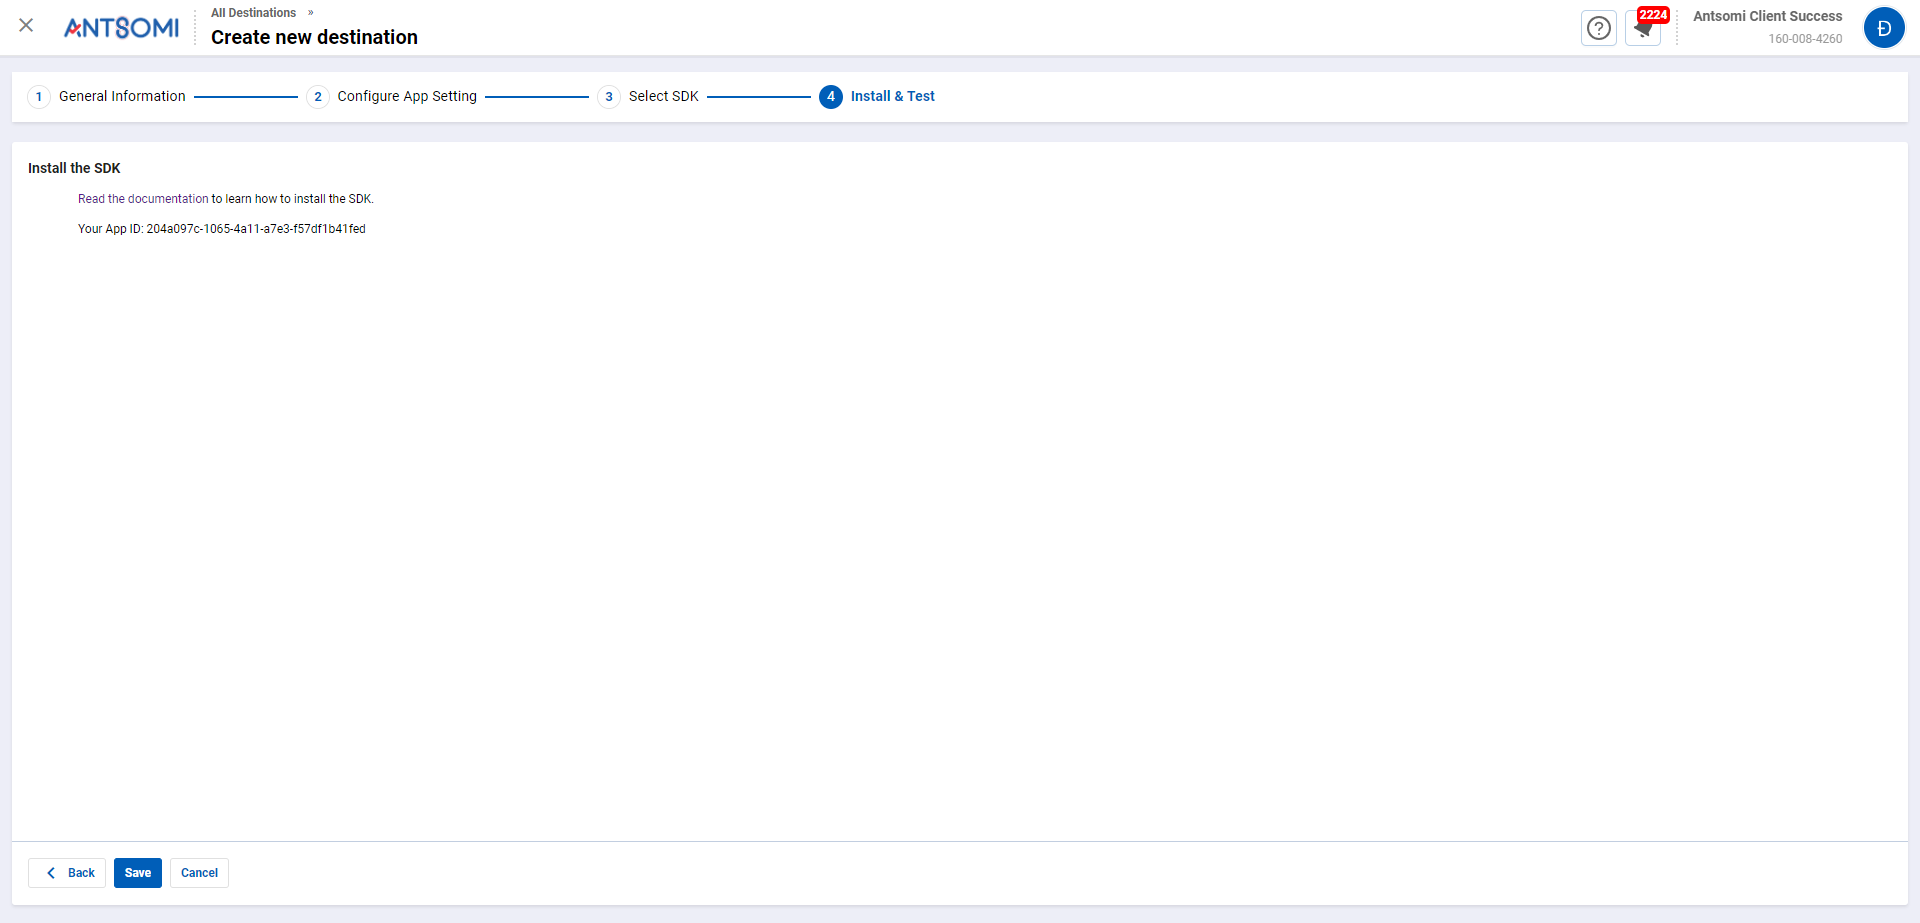 ANTSOMI
All Destinations »
Create new destination
?
2224
Antsomi Client Success
160-008-4260
Đ
1 General Information
2 Configure App Setting
3 Select SDK
4 Install & Test
Install the SDK
Read the documentation to learn how to install the SDK.
Your App ID: 204a097c-1065-4a11-a7e3-f57df1b41fed
Back
Save
Cancel